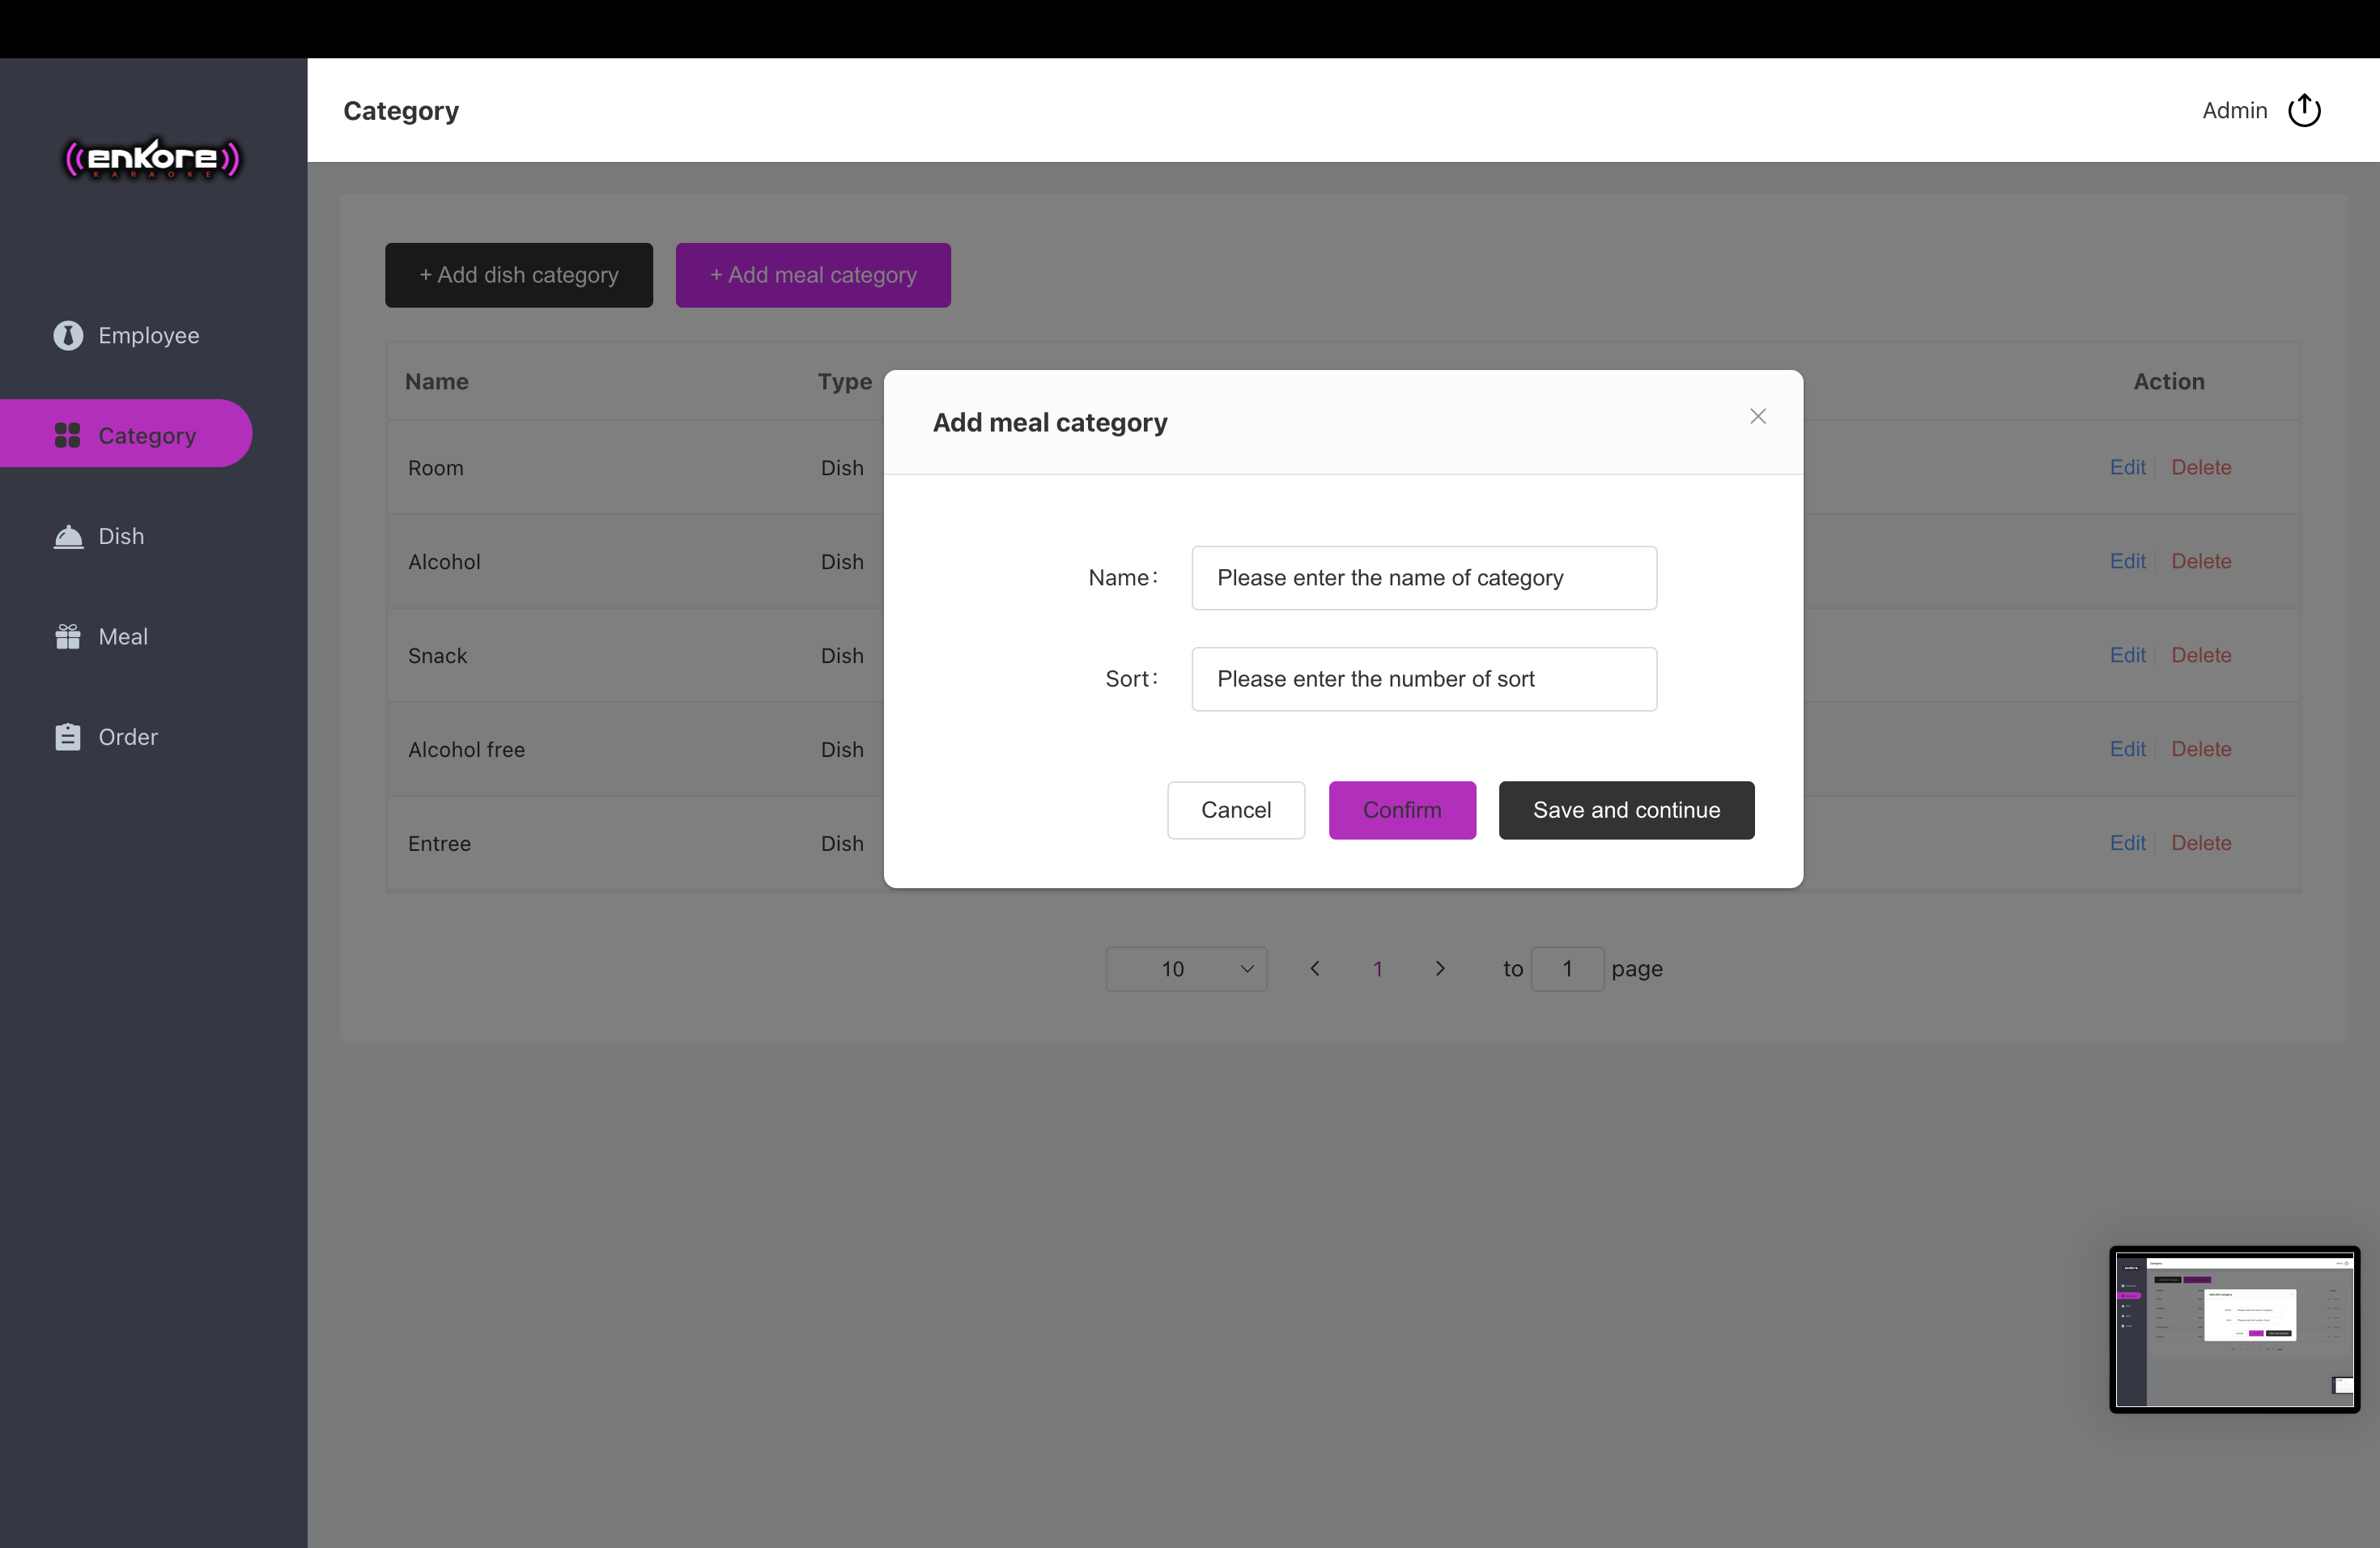 enkore
KARAOKE
Employee
Category
Dish
Meal
Order
Category
Admin
+ Add dish category
+ Add meal category
Name Type Action
Room Dish Edit Delete
Alcohol Dish Edit Delete
Snack Dish Edit Delete
Alcohol free Dish Edit Delete
Entree Dish Edit Delete
Add meal category
Name:
Please enter the name of category
Sort:
Please enter the number of sort
Cancel Confirm Save and continue
10 1 to 1 page